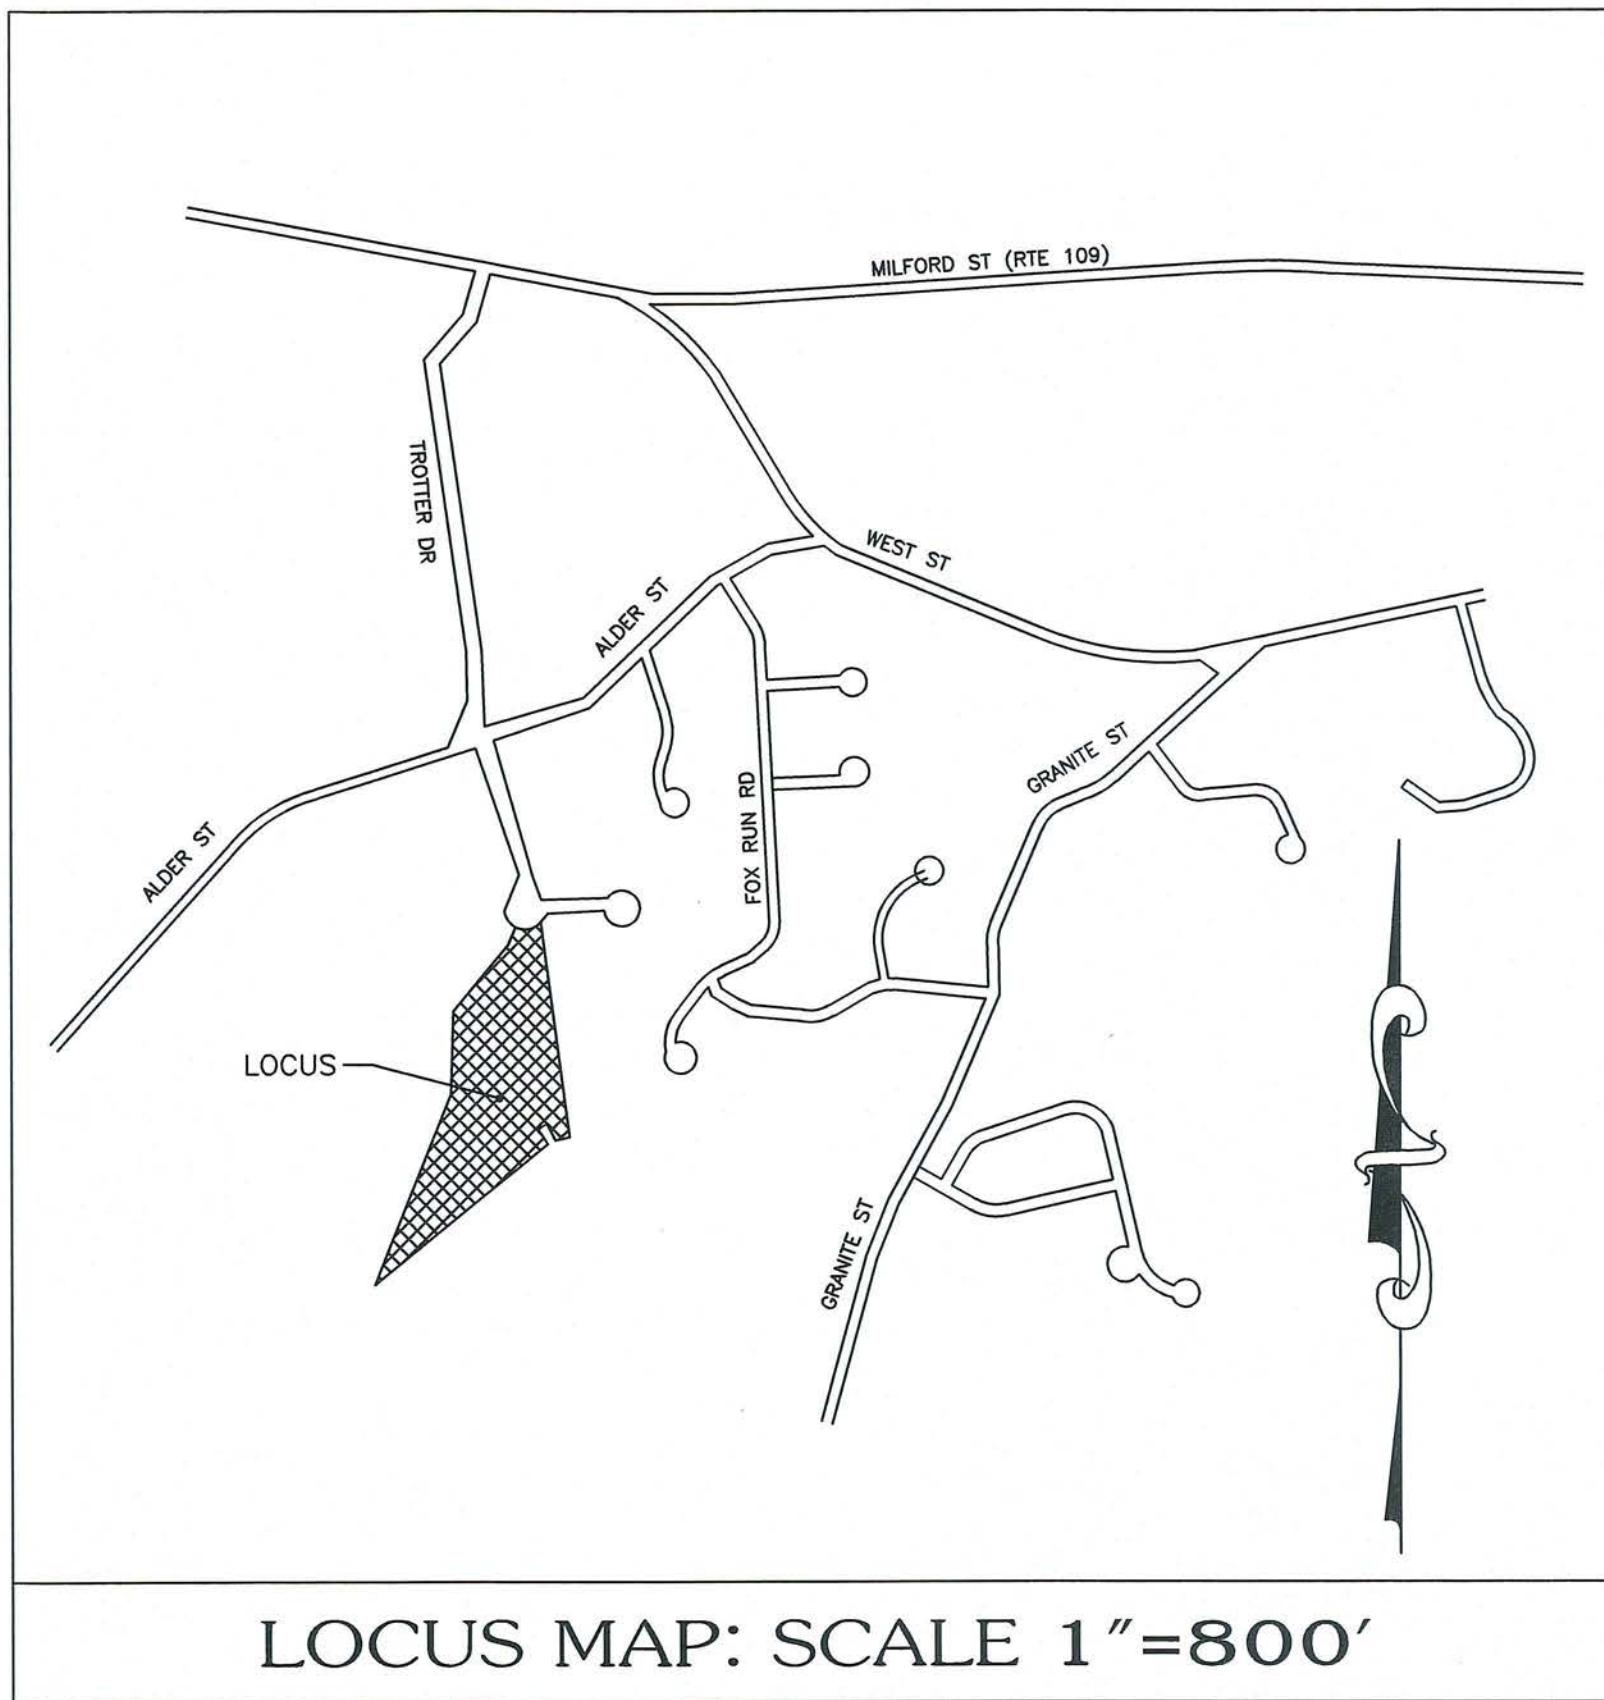 MILFORD ST (RTE 109)
TROTTER DR
WEST ST
ALDER ST
GRANITE ST
FOX RUN RD
ALDER ST
LOCUS
GRANITE ST
LOCUS MAP: SCALE 1"=800'